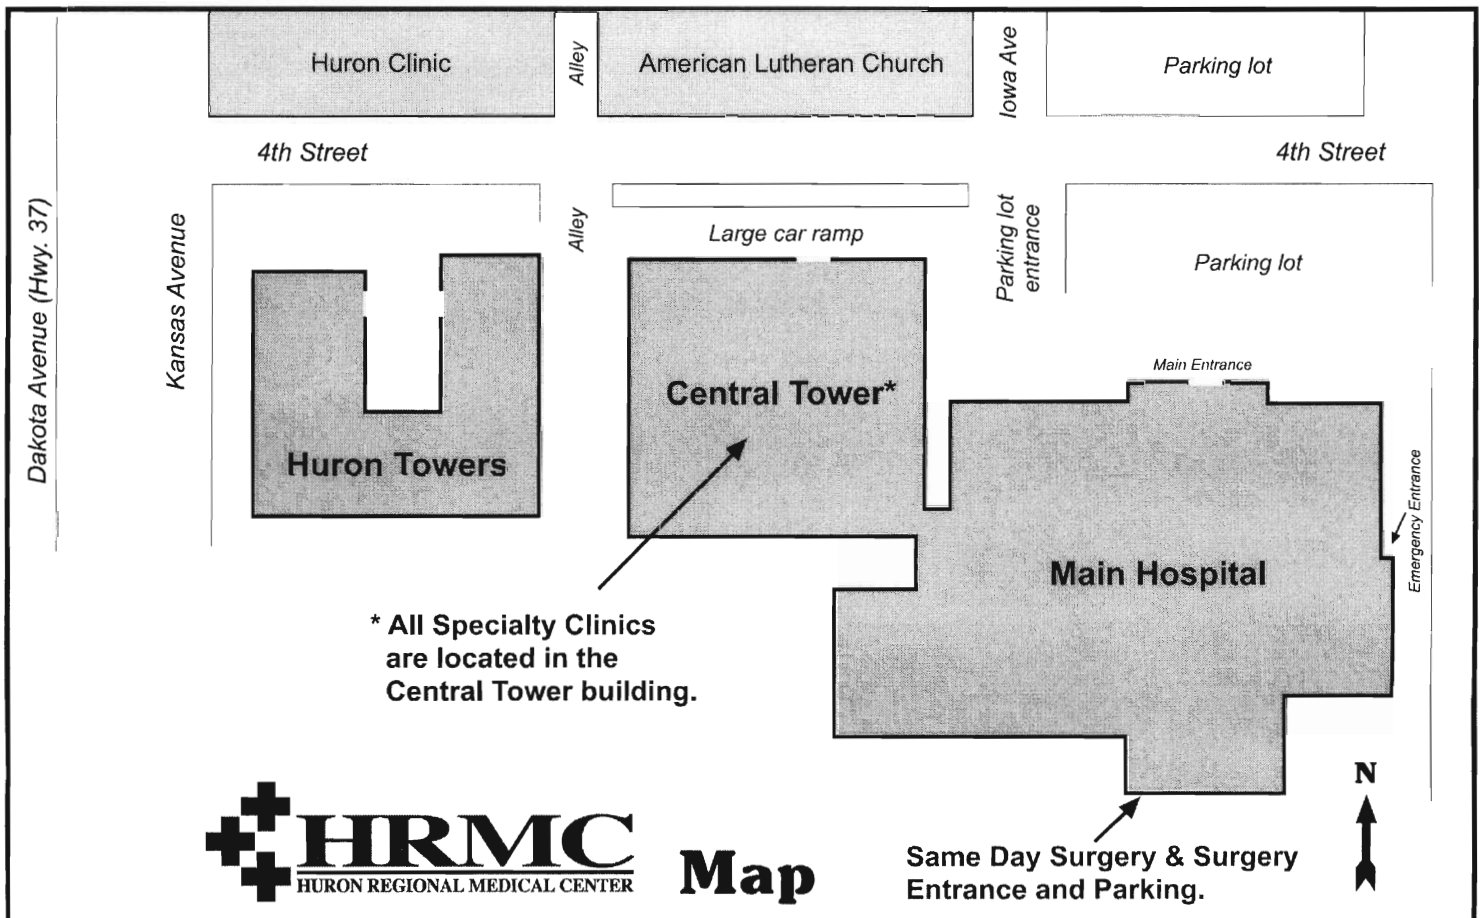 Huron Clinic
Alley
American Lutheran Church
Iowa Ave
Parking lot
4th Street
4th Street
Dakota Avenue (Hwy. 37)
Kansas Avenue
Alley
Large car ramp
Parking lot
entrance
Parking lot
Main Entrance
Central Tower*
Huron Towers
Emergency Entrance
Main Hospital
* All Specialty Clinics
are located in the
Central Tower building.
N
HRMC
HURON REGIONAL MEDICAL CENTER
Map
Same Day Surgery & Surgery
Entrance and Parking.